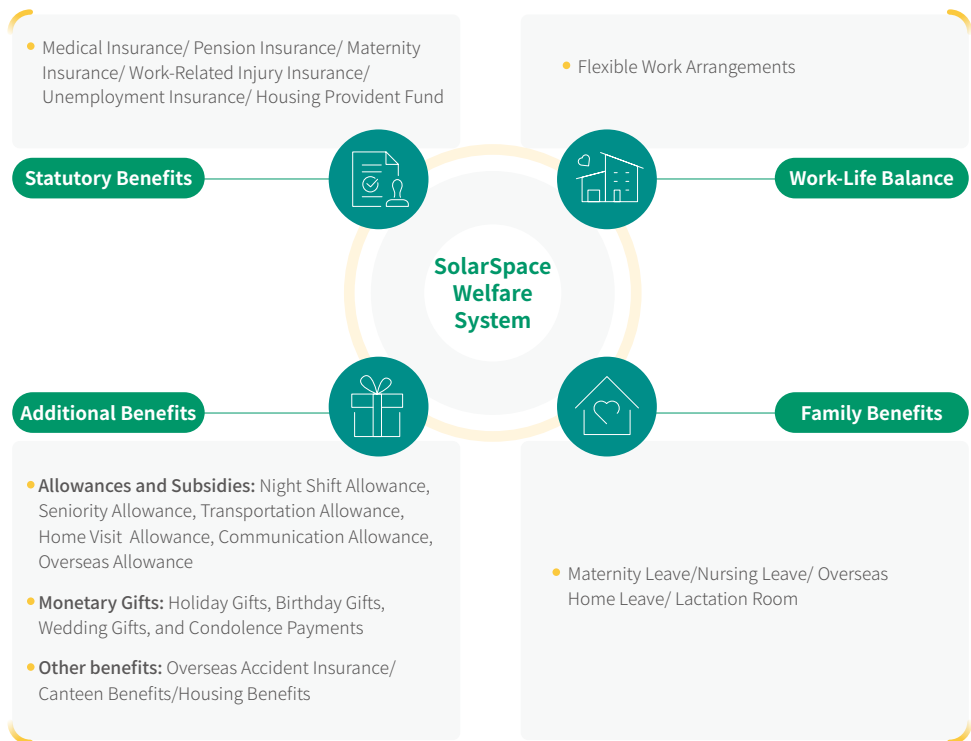 Medical Insurance/ Pension Insurance/ Maternity
Insurance/ Work-Related Injury Insurance/
Unemployment Insurance/ Housing Provident Fund
Flexible Work Arrangements
Statutory Benefits
Work-Life Balance
SolarSpace
Welfare
System
Additional Benefits
Family Benefits
Allowances and Subsidies: Night Shift Allowance,
Seniority Allowance, Transportation Allowance,
Home Visit Allowance, Communication Allowance,
Overseas Allowance
Monetary Gifts: Holiday Gifts, Birthday Gifts,
Wedding Gifts, and Condolence Payments
Other benefits: Overseas Accident Insurance/
Canteen Benefits/Housing Benefits
Maternity Leave/Nursing Leave/ Overseas
Home Leave/ Lactation Room